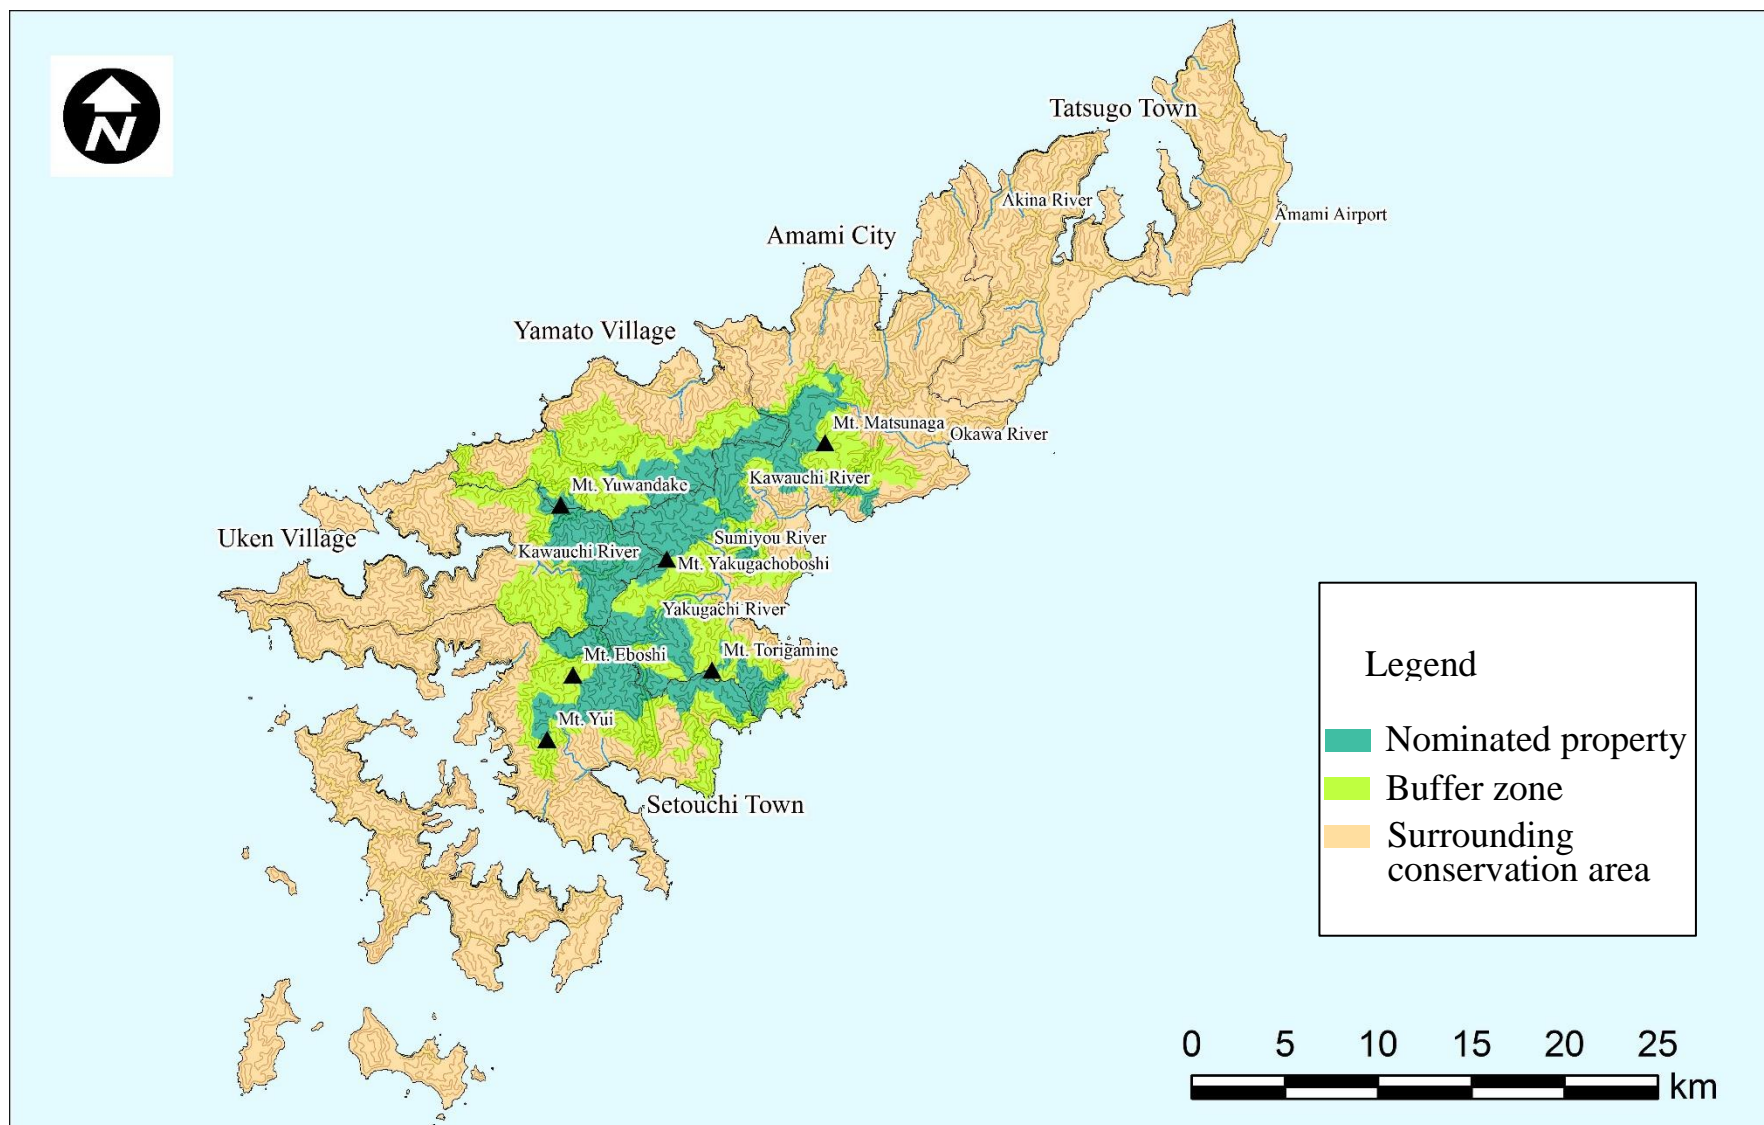 N
Tatsugo Town
Akina River
Amami Airport
Amami City
Yamato Village
Mt. Matsunaga
Okawa River
Kawauchi River
Mt. Yuwandake
Uken Village
Sumiyou River
Kawauchi River
Mt. Yakugachoboshi
Yakugachi River
Mt. Eboshi
Mt. Torigamine
Mt. Yui
Setouchi Town
Legend
Nominated property
Buffer zone
Surrounding
conservation area
0 5 10 15 20 25
km